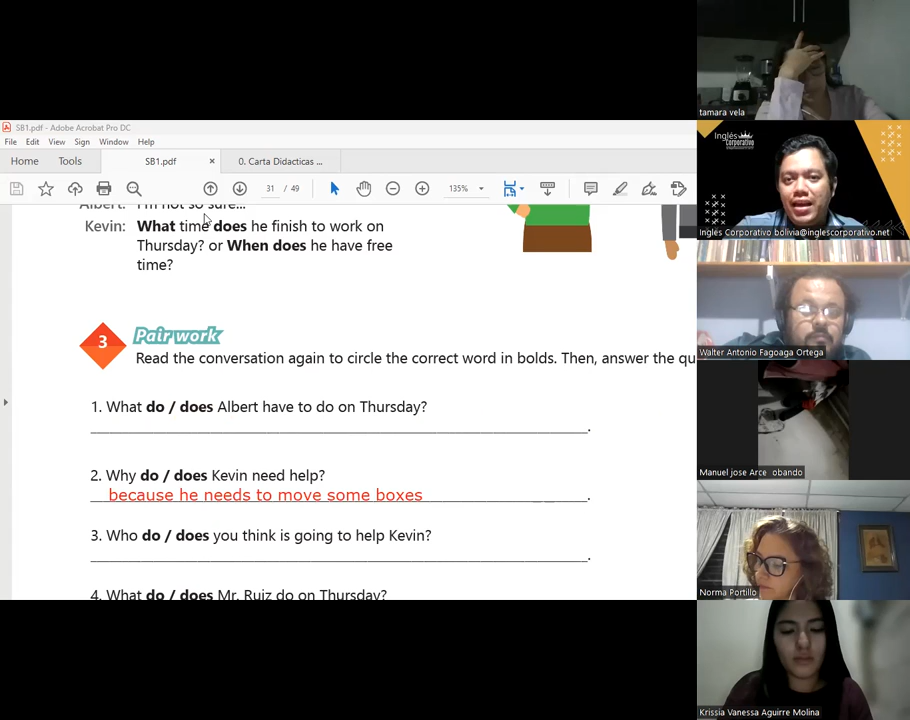 SB1.pdf - Adobe Acrobat Pro DC
File Edit View Sign Window Help
Home Tools SB1.pdf × 0. Carta Didacticas ...
31 / 49 135%
Albert: I'm not so sure...
Kevin: What time does he finish to work on
Thursday? or When does he have free
time?
3 Pair work
Read the conversation again to circle the correct word in bolds. Then, answer the qu
1. What do / does Albert have to do on Thursday?
2. Why do / does Kevin need help?
because he needs to move some boxes
3. Who do / does you think is going to help Kevin?
4. What do / does Mr. Ruiz do on Thursday?
tamara vela
Inglés
Corporativo
Inglés Corporativo bolivia@inglescorporativo.net
Walter Antonio Fagoaga Ortega
Manuel jose Arce obando
Norma Portillo
Krissia Vanessa Aguirre Molina